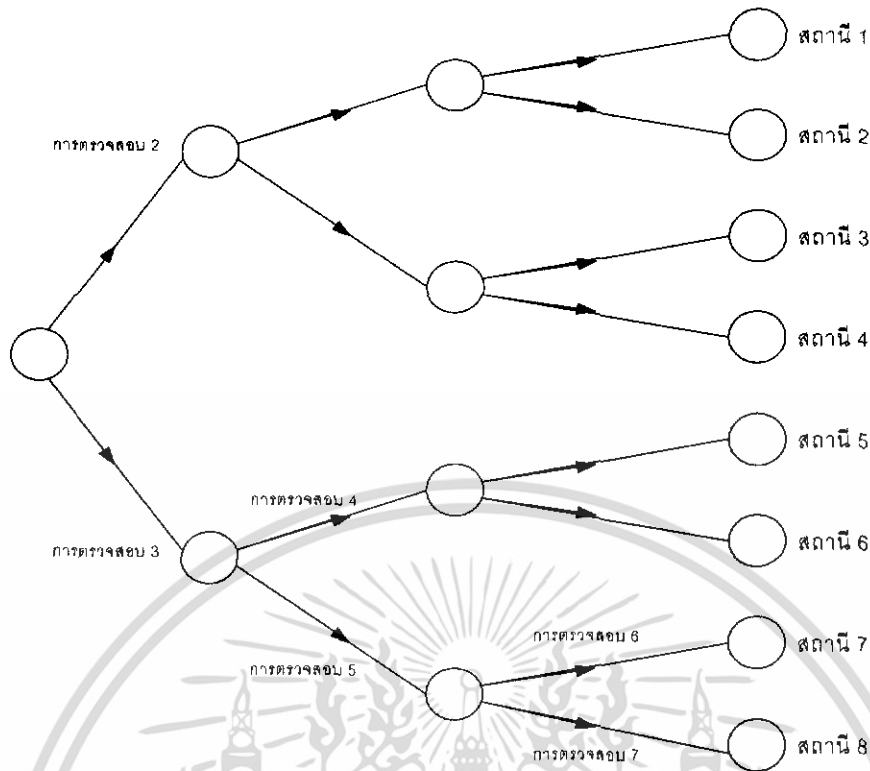 สถานี 1
สถานี 2
การตรวจสอบ 2
สถานี 3
สถานี 4
สถานี 5
การตรวจสอบ 4
สถานี 6
การตรวจสอบ 3
การตรวจสอบ 6
สถานี 7
การตรวจสอบ 5
สถานี 8
การตรวจสอบ 7